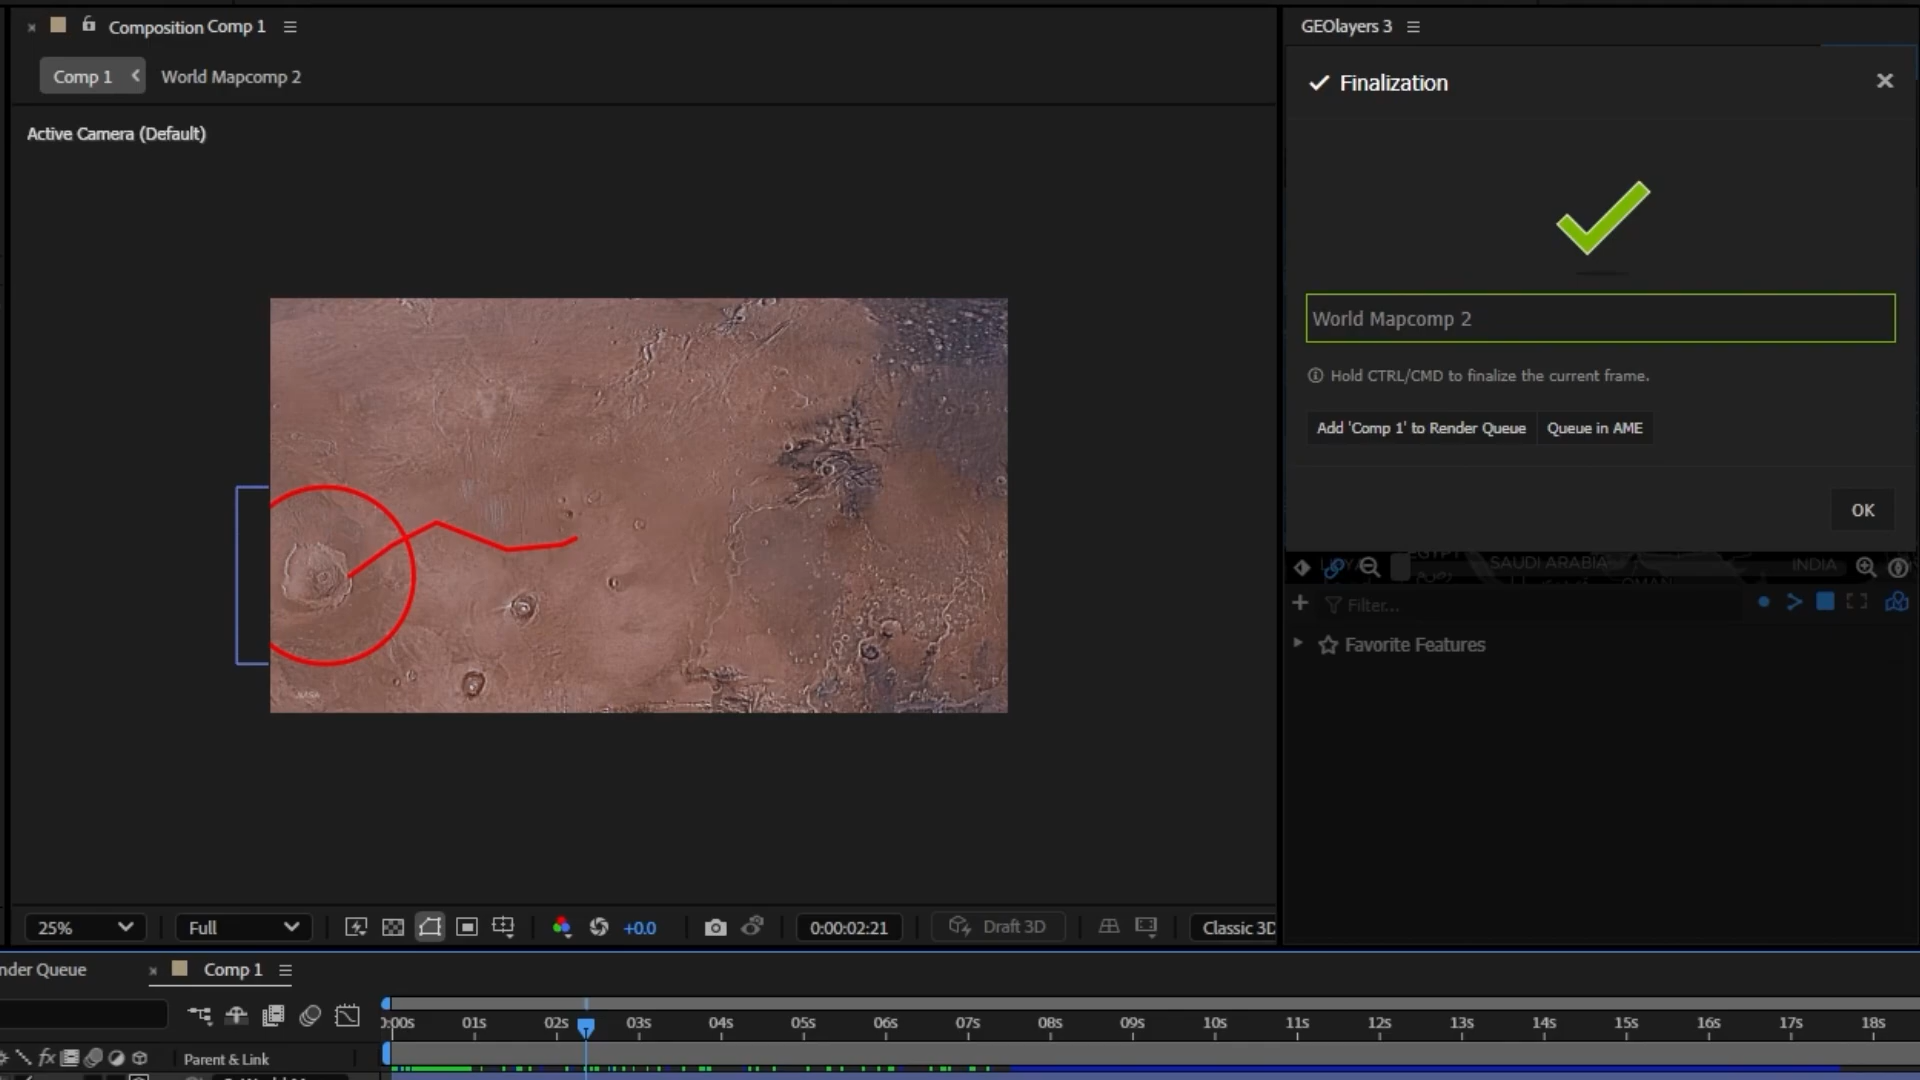 Composition Comp 1
Comp 1
World Mapcomp 2
Active Camera (Default)
GEOlayers 3
Finalization
World Mapcomp 2
Hold CTRL/CMD to finalize the current frame.
Add 'Comp 1' to Render Queue
Queue in AME
OK
EGYPT
SAUDI ARABIA
INDIA
OMAN
Filter...
Favorite Features
25%
Full
+0.0
0:00:02:21
Draft 3D
Classic 3D
nder Queue
Comp 1
0:00s 01s 02s 03s 04s 05s 06s 07s 08s 09s 10s 11s 12s 13s 14s 15s 16s 17s 18s
fx
Parent & Link